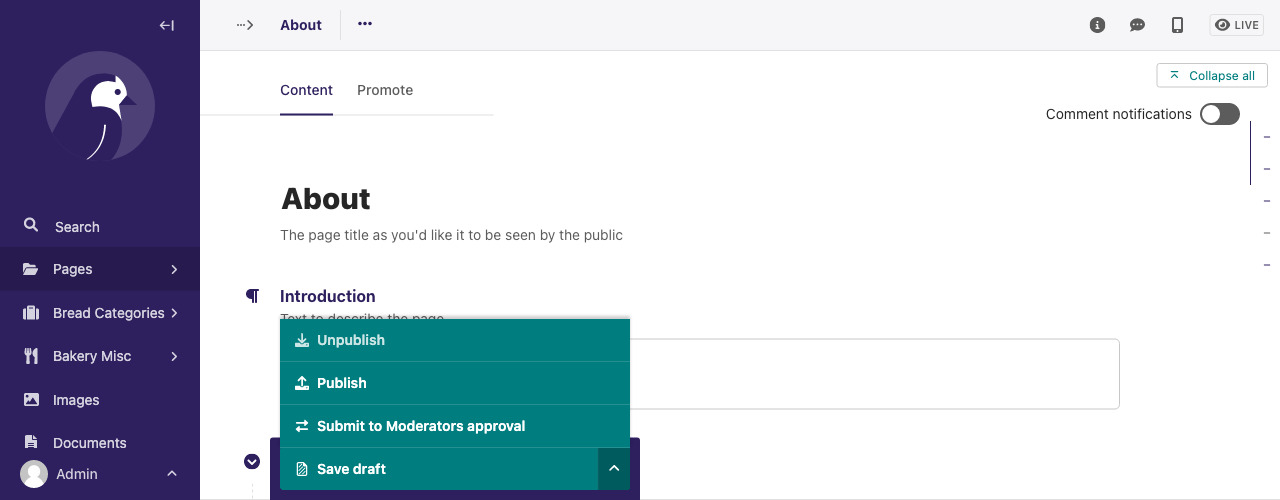 About
LIVE
Collapse all
Content
Promote
Comment notifications
About
The page title as you'd like it to be seen by the public
Search
Pages
Bread Categories
Bakery Misc
Images
Documents
Admin
Introduction
Text to describe the page
Unpublish
Publish
Submit to Moderators approval
Save draft